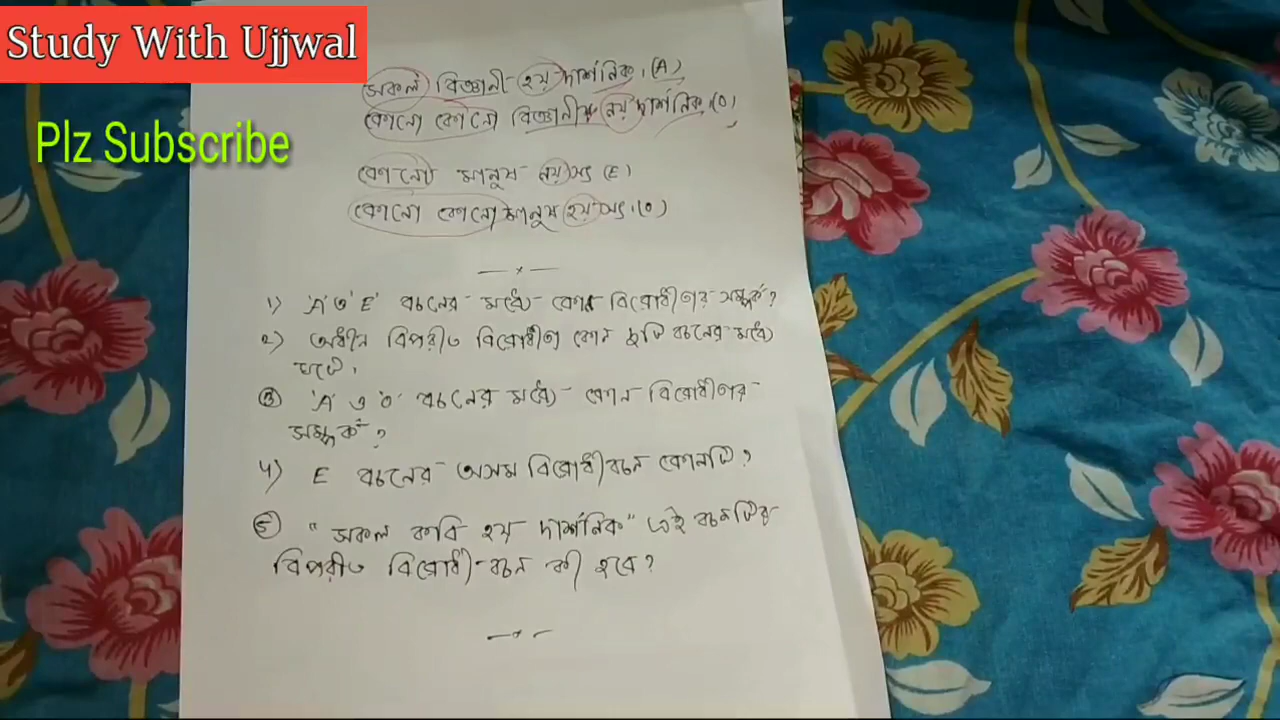 Study With Ujjwal
Plz Subscribe
সকল বিজ্ঞানী হয় দার্শনিক। (A)
কোনো কোনো বিজ্ঞানী নয় দার্শনিক। (O)
কোনো মানুষ নয় সৎ (E)
কোনো কোনো মানুষ হয় সৎ। (O)
১) 'A' ও 'E' বচনের মধ্যে কোন বিরোধীতার সম্পর্ক?
২) অধীন বিপরীত বিরোধীতা কোন দুটি বচনের মধ্যে
ঘটে।
৩) 'A' ও 'O' বচনের মধ্যে কোন বিরোধীতার
সম্পর্ক?
৪) E বচনের অসম বিরোধী বচন কোনটি?
৫) "সকল কবি হয় দার্শনিক" এই বচনটির
বিপরীত বিরোধী বচন কী হবে?